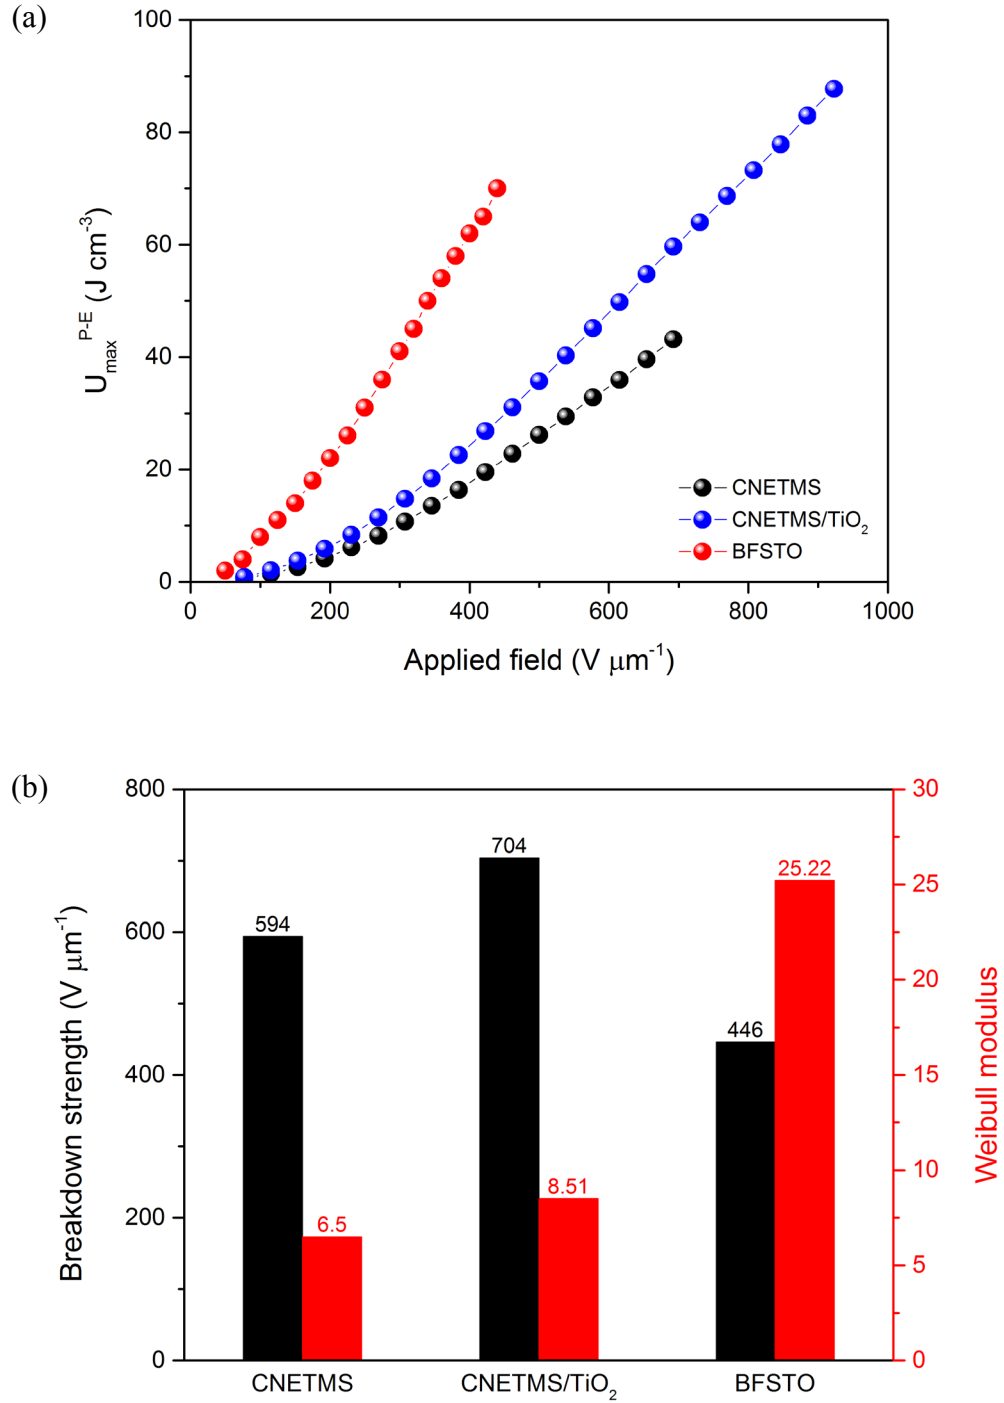 (a)
100
80
60
40
20
0
U_max^P-E (J cm^-3)
CNETMS
CNETMS/TiO₂
BFSTO
0 200 400 600 800 1000
Applied field (V μm⁻¹)
(b)
800
600
400
200
0
Breakdown strength (V μm⁻¹)
594
6.5
704
8.51
446
25.22
30
25
20
15
10
5
0
Weibull modulus
CNETMS CNETMS/TiO₂ BFSTO